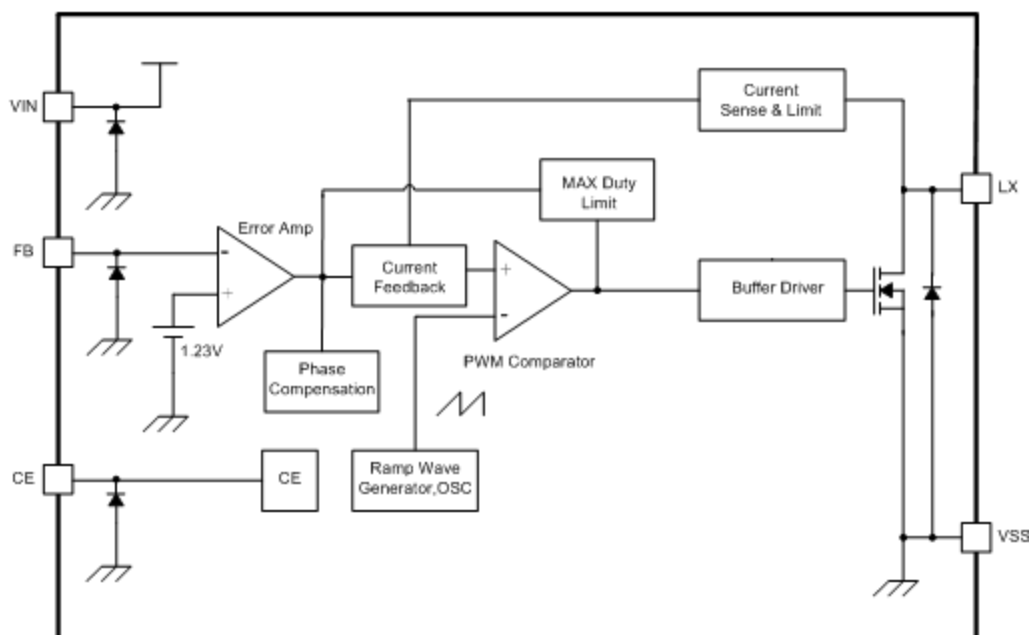 Current
Sense & Limit
VIN
MAX Duty
Limit
LX
Error Amp
FB
-
+
Current
Feedback
+
-
Buffer Driver
1.23V
Phase
Compensation
PWM Comparator
CE
CE
Ramp Wave
Generator,OSC
VSS